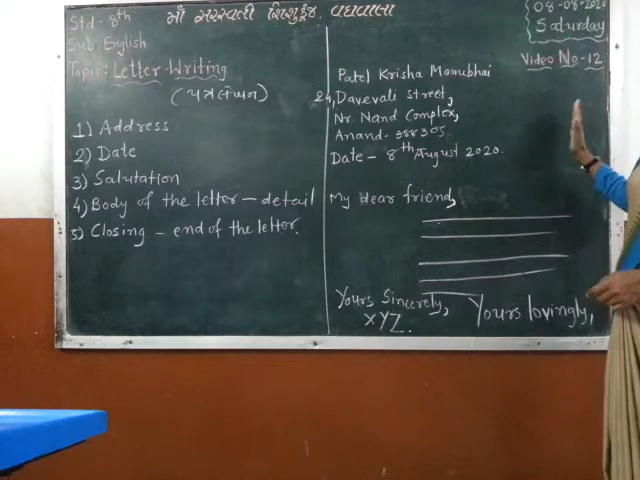 માઁ સરસ્વતી શિશુકુંજ વઘવાલા
Std - 8th
Sub. English
Topic: Letter-Writing
(પત્રલેખન)
1) Address
2) Date
3) Salutation
4) Body of the letter - detail
5) Closing - end of the letter.
08-08-2020
Saturday
Video No.-12
Patel Krisha Manubhai
24, Davevali street,
Nr Nand Complex,
Anand - 388305.
Date - 8th August 2020.
My dear friend,
Yours Sincerely,
XYZ.
Yours lovingly,